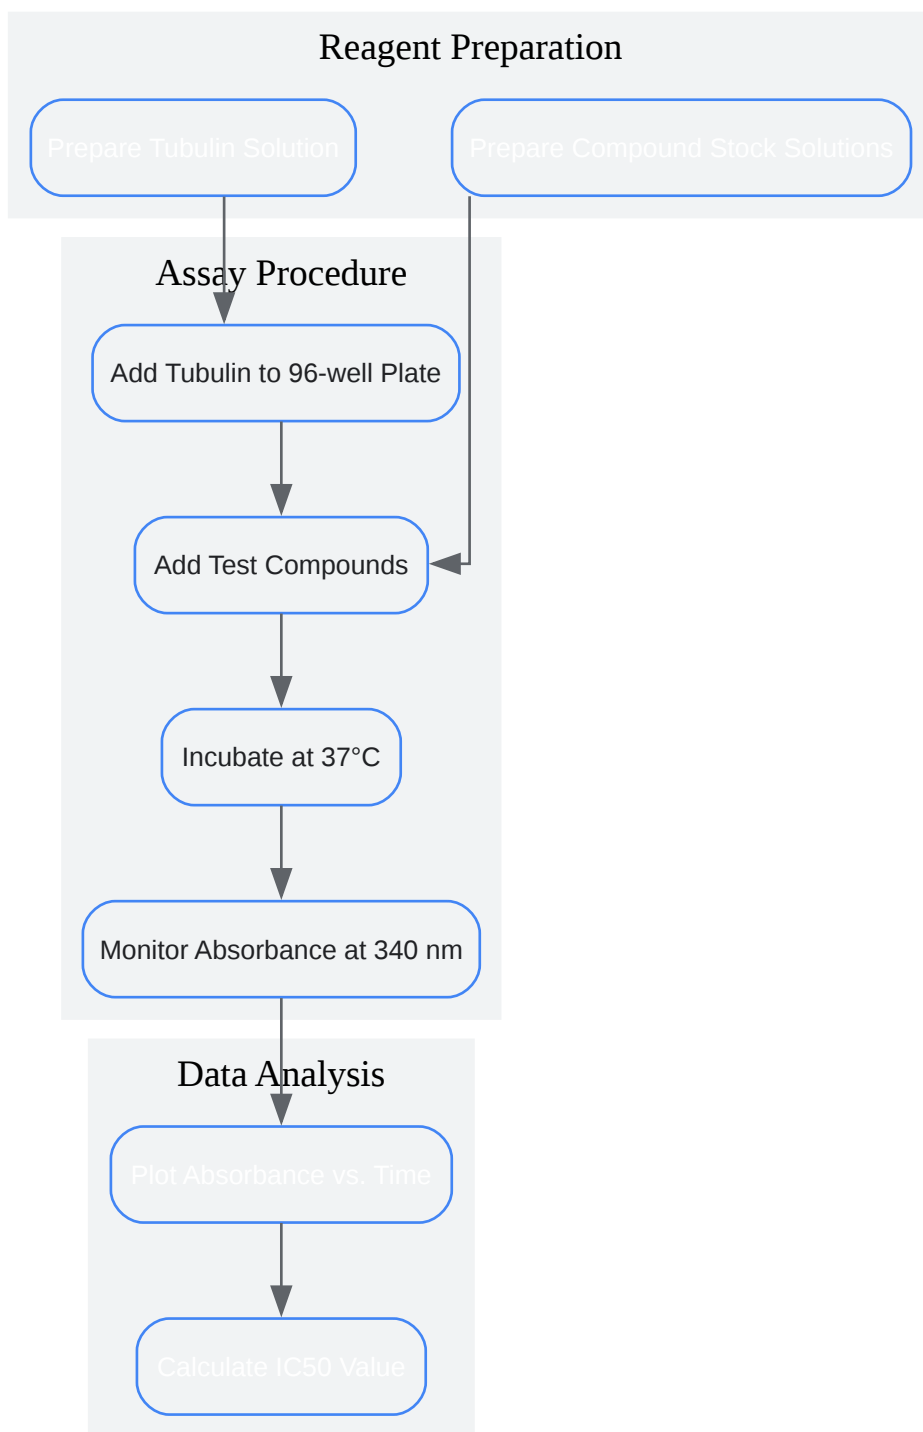 Reagent Preparation
Prepare Tubulin Solution
Prepare Compound Stock Solutions
Assay Procedure
Add Tubulin to 96-well Plate
Add Test Compounds
Incubate at 37°C
Monitor Absorbance at 340 nm
Data Analysis
Plot Absorbance vs. Time
Calculate IC50 Value